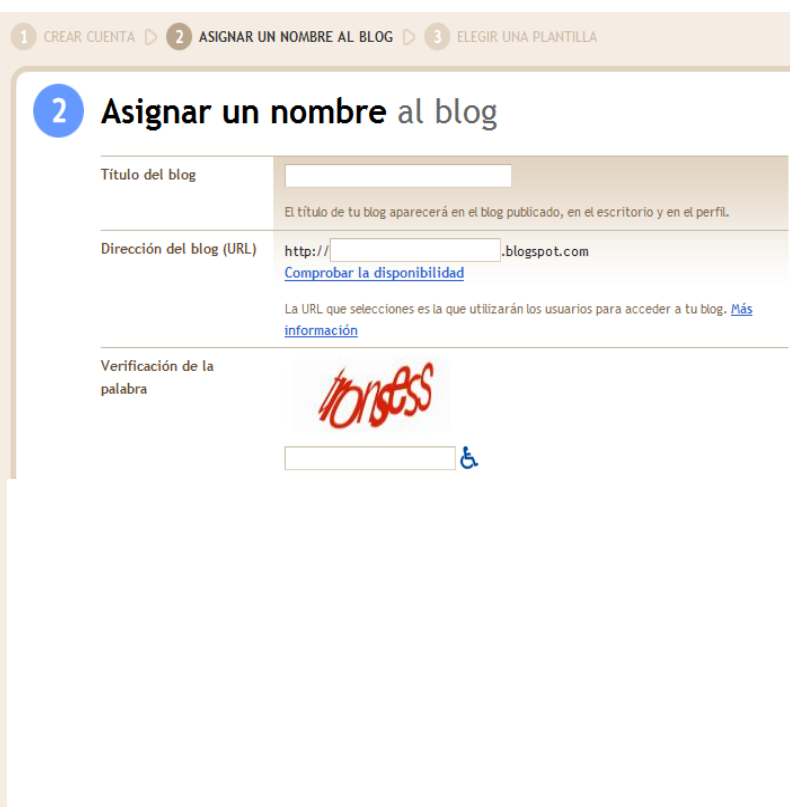 1 CREAR CUENTA 2 ASIGNAR UN NOMBRE AL BLOG 3 ELEGIR UNA PLANTILLA
2 Asignar un nombre al blog
Título del blog
El título de tu blog aparecerá en el blog publicado, en el escritorio y en el perfil.
Dirección del blog (URL) http:// .blogspot.com
Comprobar la disponibilidad
La URL que selecciones es la que utilizarán los usuarios para acceder a tu blog. Más
información
Verificación de la
palabra